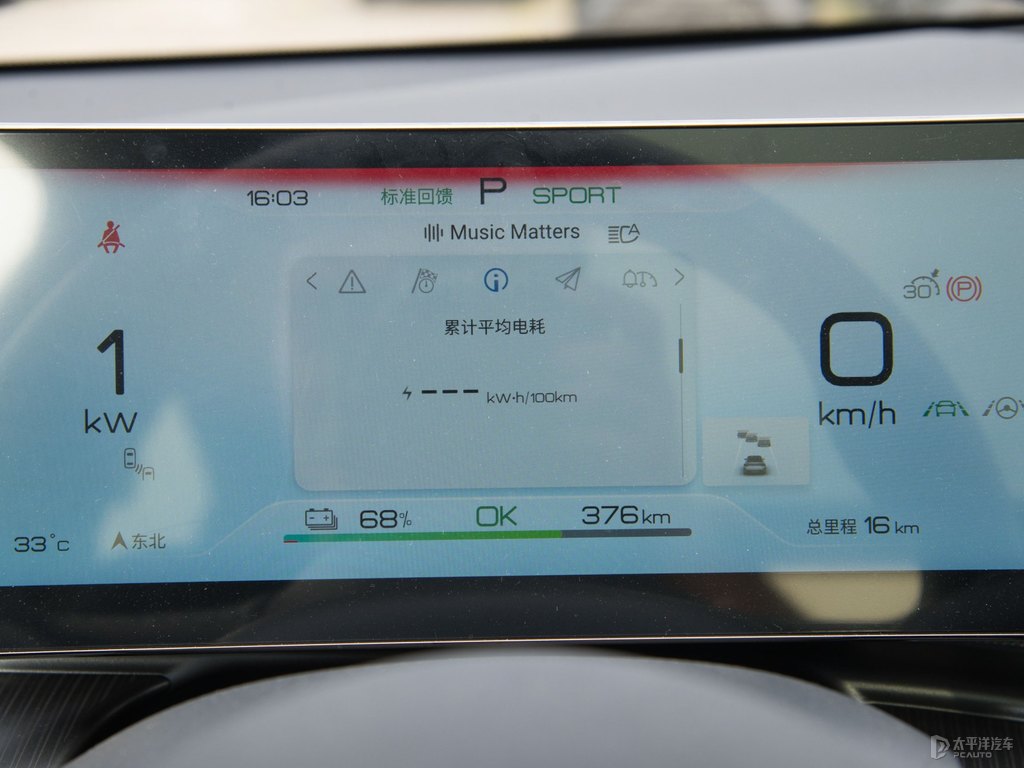 16:03 标准回馈 P SPORT
Music Matters
A
累计平均电耗
--- kW·h/100km
1
kW
30 P
0
km/h
68% OK 376km
33°C 东北
总里程 16 km
太平洋汽车
PCAUTO